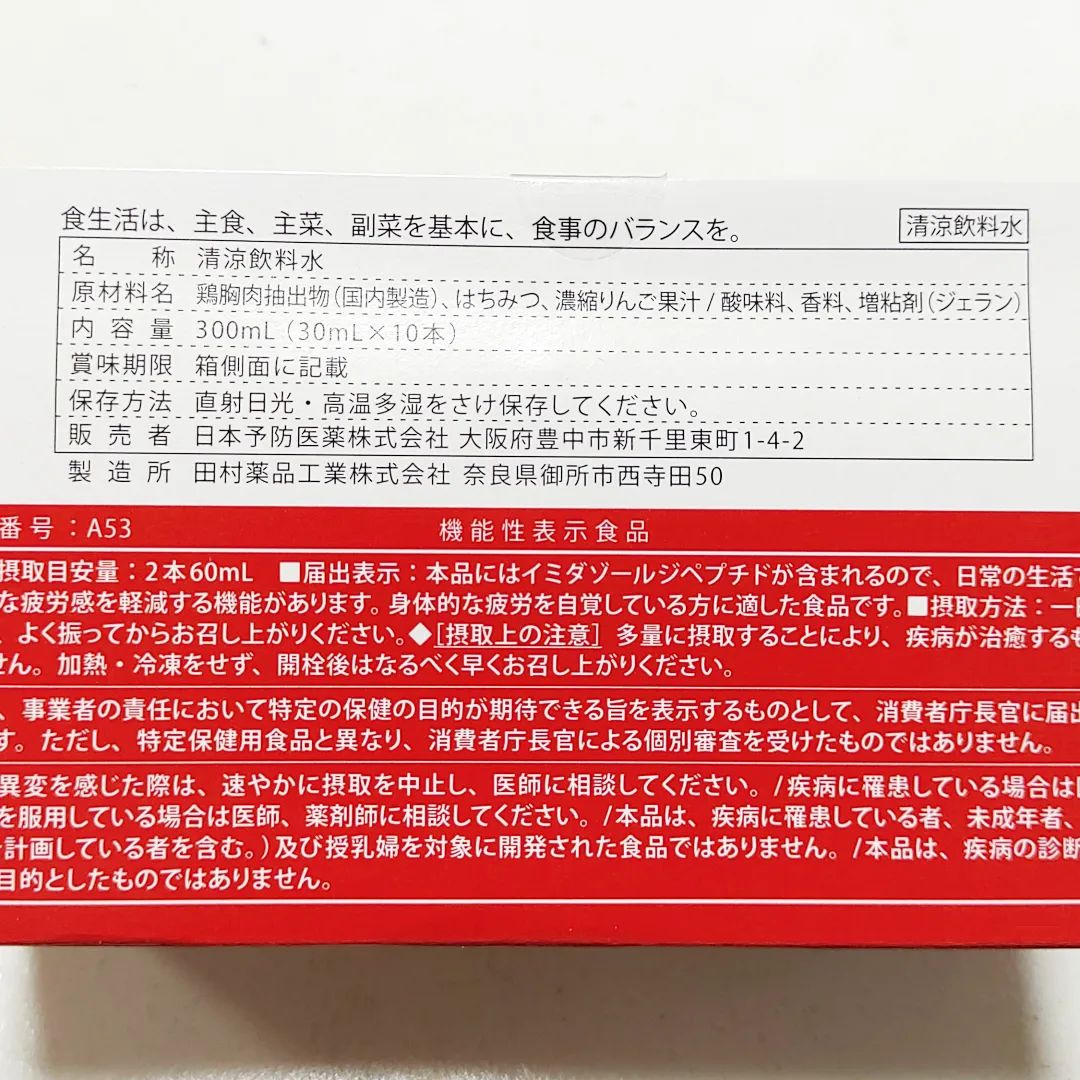 食生活は、主食、主菜、副菜を基本に、食事のバランスを。 清涼飲料水
名称 清涼飲料水
原材料名 鶏胸肉抽出物(国内製造)、はちみつ、濃縮りんご果汁/酸味料、香料、増粘剤(ジェラン)
内容量 300mL(30mL×10本)
賞味期限 箱側面に記載
保存方法 直射日光・高温多湿をさけ保存してください。
販売者 日本予防医薬株式会社 大阪府豊中市新千里東町1-4-2
製造所 田村薬品工業株式会社 奈良県御所市西寺田50
番号:A53 機能性表示食品
摂取目安量:2本60mL ■届出表示:本品にはイミダゾールジペプチドが含まれるので、日常の生活で
な疲労感を軽減する機能があります。身体的な疲労を自覚している方に適した食品です。■摂取方法:一日
、よく振ってからお召し上がりください。◆[摂取上の注意] 多量に摂取することにより、疾病が治癒するも
せん。加熱・冷凍をせず、開栓後はなるべく早くお召し上がりください。
、事業者の責任において特定の保健の目的が期待できる旨を表示するものとして、消費者庁長官に届出
す。ただし、特定保健用食品と異なり、消費者庁長官による個別審査を受けたものではありません。
異変を感じた際は、速やかに摂取を中止し、医師に相談してください。/疾病に罹患している場合は
を服用している場合は医師、薬剤師に相談してください。/本品は、疾病に罹患している者、未成年者、
計画している者を含む。)及び授乳婦を対象に開発された食品ではありません。/本品は、疾病の診断
目的としたものではありません。